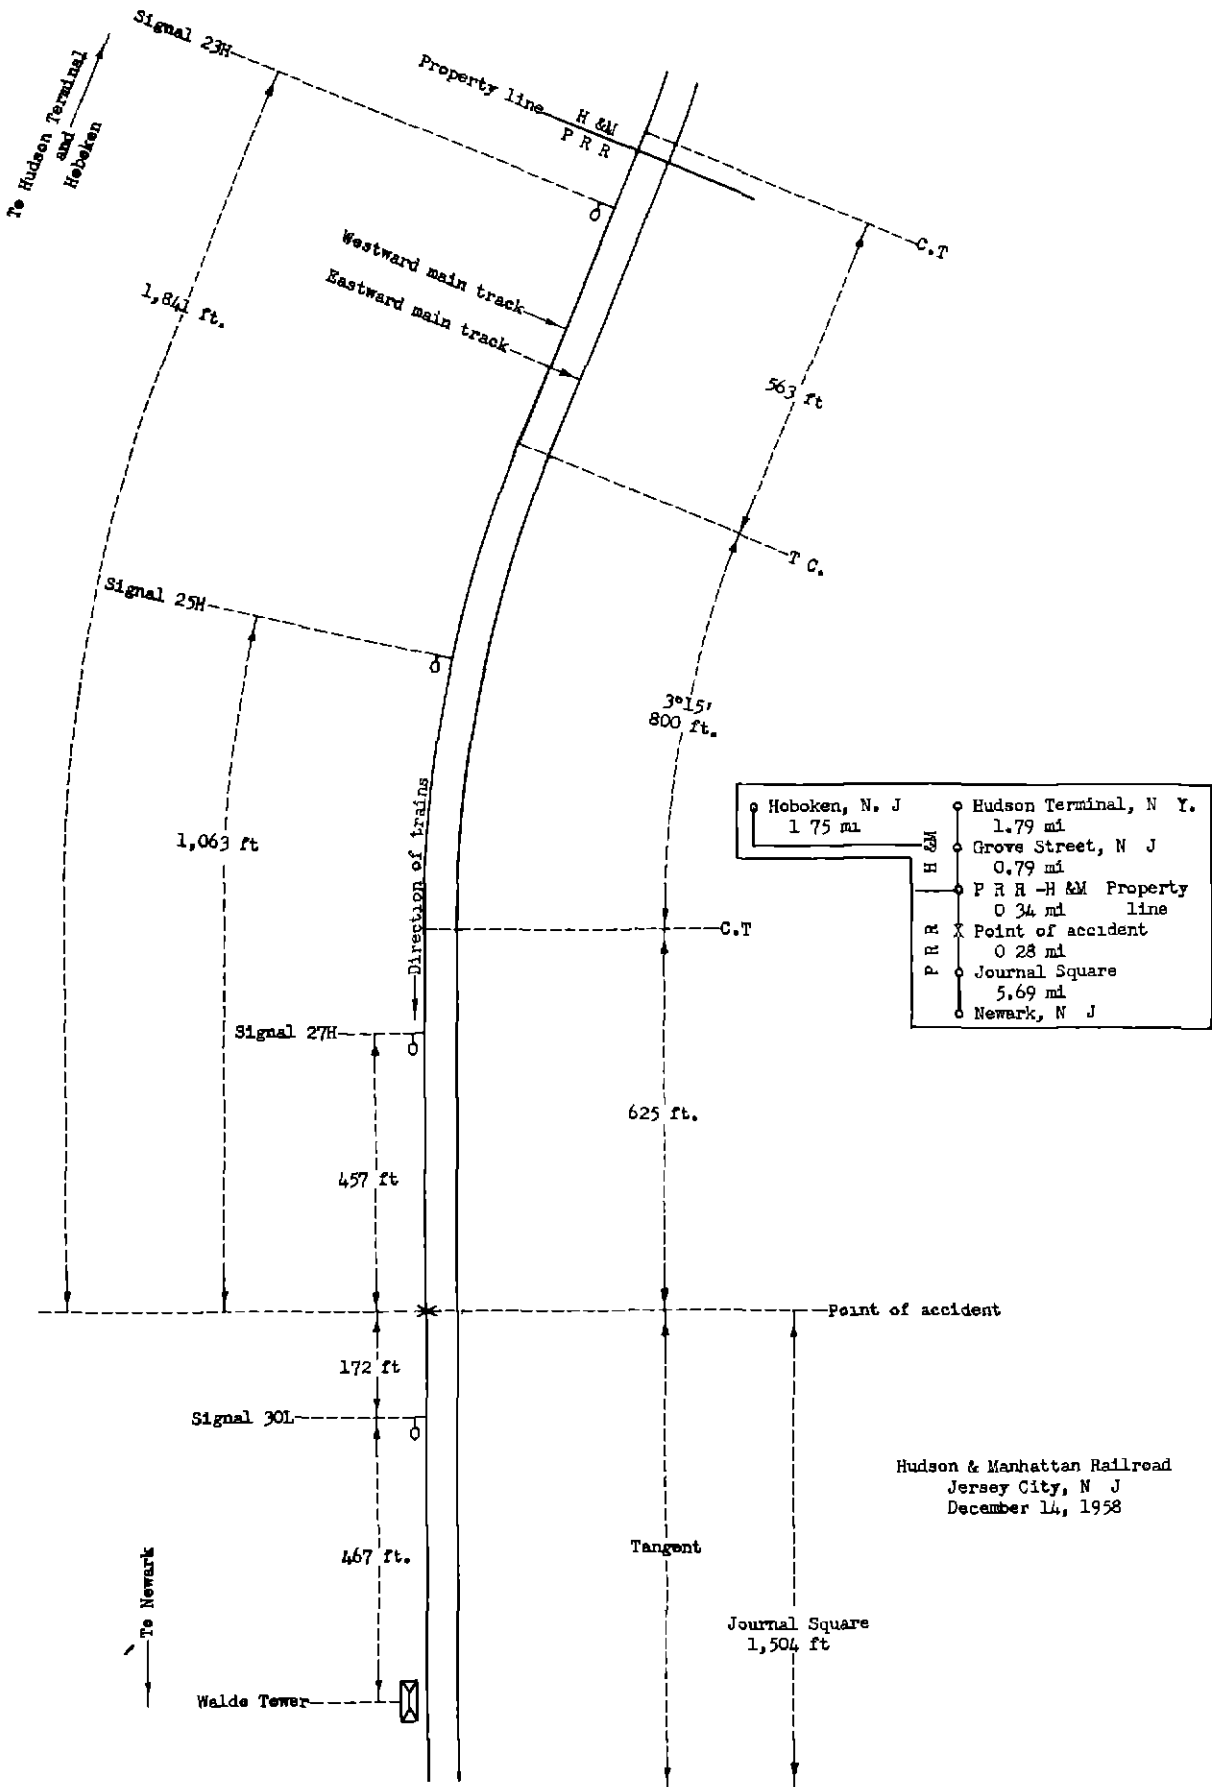 Signal 23H
To Hudson Terminal
and
Hoboken
Property line
H &M
P R R
C.T
Westward main track
Eastward main track
1,841 ft.
563 ft
T C.
Signal 25H
3°15'
800 ft.
1,063 ft
Direction of trains
Hoboken, N. J
1 75 mi
Hudson Terminal, N Y.
1.79 mi
Grove Street, N J
0.79 mi
P R R -H &M Property
0 34 mi line
Point of accident
0 28 mi
Journal Square
5.69 mi
Newark, N J
H &M
P R R
C.T
Signal 27H
625 ft.
457 ft
Point of accident
172 ft
Signal 30L
Hudson & Manhattan Railroad
Jersey City, N J
December 14, 1958
467 ft.
Tangent
To Newark
Journal Square
1,504 ft
Waldo Tower